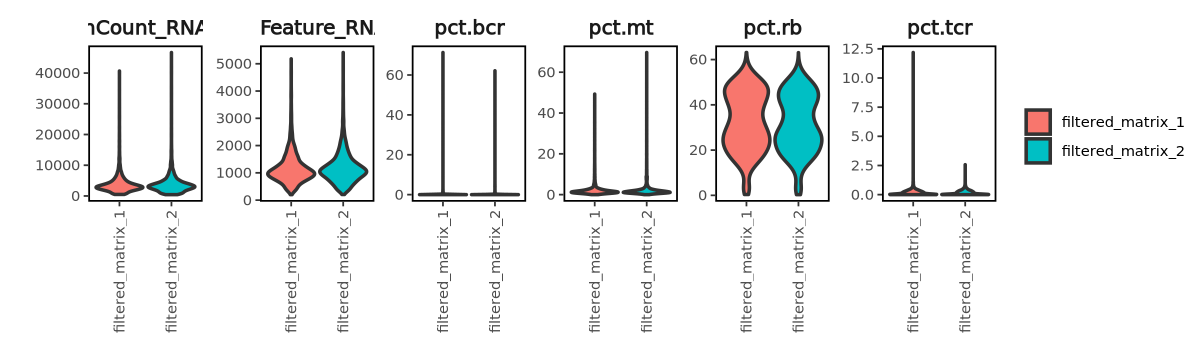 nCount_RNA
Feature_RNA
pct.bcr
pct.mt
pct.rb
pct.tcr
40000
30000
20000
10000
0
5000
4000
3000
2000
1000
0
60
40
20
0
60
40
20
0
60
40
20
0
12.5
10.0
7.5
5.0
2.5
0.0
filtered_matrix_1
filtered_matrix_2
filtered_matrix_1
filtered_matrix_2
filtered_matrix_1
filtered_matrix_2
filtered_matrix_1
filtered_matrix_2
filtered_matrix_1
filtered_matrix_2
filtered_matrix_1
filtered_matrix_2
filtered_matrix_1
filtered_matrix_2